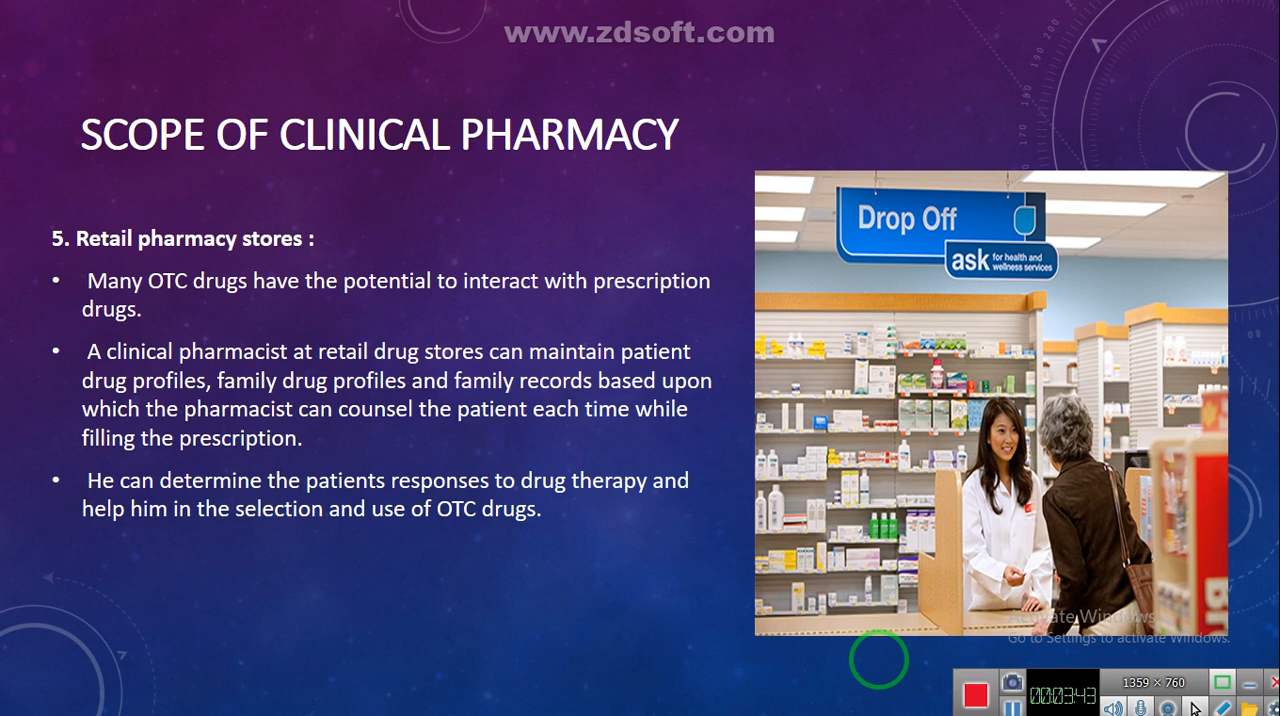 www.zdsoft.com
SCOPE OF CLINICAL PHARMACY
5. Retail pharmacy stores :
• Many OTC drugs have the potential to interact with prescription
drugs.
• A clinical pharmacist at retail drug stores can maintain patient
drug profiles, family drug profiles and family records based upon
which the pharmacist can counsel the patient each time while
filling the prescription.
• He can determine the patients responses to drug therapy and
help him in the selection and use of OTC drugs.
Drop Off
ask for health and
wellness services
Activate Windows
Go to Settings to activate Windows.
00:03:43
1359 × 760